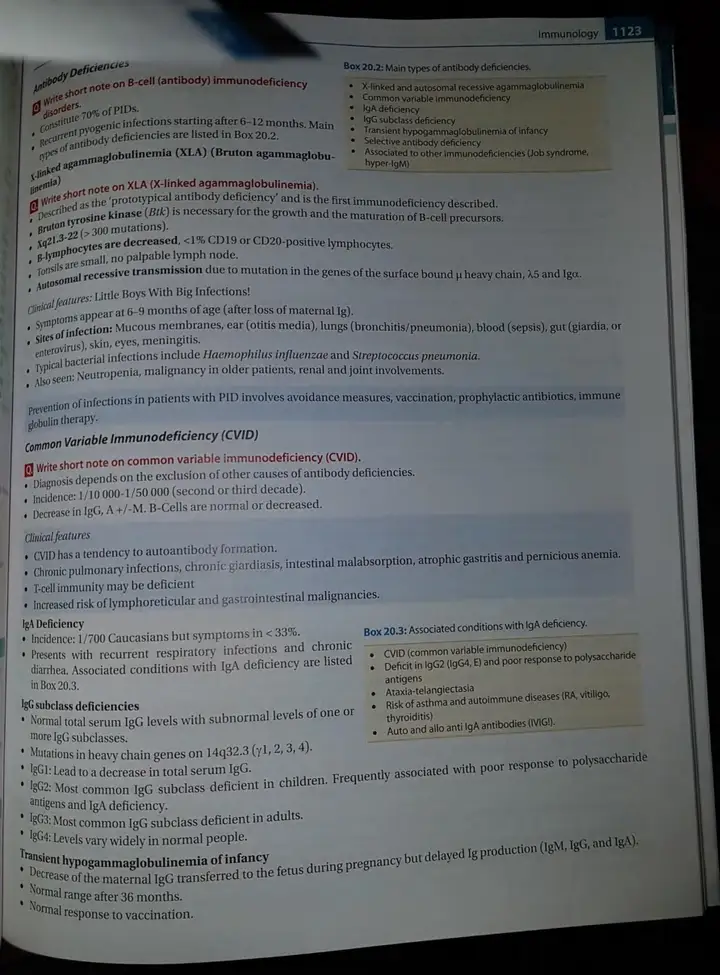 Immunology 1123
Antibody Deficiencies
Q Write short note on B-cell (antibody) immunodeficiency
disorders.
• Constitute 70% of PIDs.
• Recurrent pyogenic infections starting after 6–12 months. Main
types of antibody deficiencies are listed in Box 20.2.
X-linked agammaglobulinemia (XLA) (Bruton agammaglobu-
linemia)
Box 20.2: Main types of antibody deficiencies.
• X-linked and autosomal recessive agammaglobulinemia
• Common variable immunodeficiency
• IgA deficiency
• IgG subclass deficiency
• Transient hypogammaglobulinemia of infancy
• Selective antibody deficiency
• Associated to other immunodeficiencies (Job syndrome,
hyper-IgM)
Q Write short note on XLA (X-linked agammaglobulinemia).
• Described as the 'prototypical antibody deficiency' and is the first immunodeficiency described.
• Bruton tyrosine kinase (Btk) is necessary for the growth and the maturation of B-cell precursors.
• Xq21.3-22 (> 300 mutations).
• B-lymphocytes are decreased, <1% CD19 or CD20-positive lymphocytes.
• Tonsils are small, no palpable lymph node.
• Autosomal recessive transmission due to mutation in the genes of the surface bound μ heavy chain, λ5 and Igα.
Clinical features: Little Boys With Big Infections!
• Symptoms appear at 6–9 months of age (after loss of maternal Ig).
• Sites of infection: Mucous membranes, ear (otitis media), lungs (bronchitis/pneumonia), blood (sepsis), gut (giardia, or
enterovirus), skin, eyes, meningitis.
• Typical bacterial infections include Haemophilus influenzae and Streptococcus pneumonia.
• Also seen: Neutropenia, malignancy in older patients, renal and joint involvements.
Prevention of infections in patients with PID involves avoidance measures, vaccination, prophylactic antibiotics, immune
globulin therapy.
Common Variable Immunodeficiency (CVID)
Q Write short note on common variable immunodeficiency (CVID).
• Diagnosis depends on the exclusion of other causes of antibody deficiencies.
• Incidence: 1/10 000-1/50 000 (second or third decade).
• Decrease in IgG, A +/-M. B-Cells are normal or decreased.
Clinical features
• CVID has a tendency to autoantibody formation.
• Chronic pulmonary infections, chronic giardiasis, intestinal malabsorption, atrophic gastritis and pernicious anemia.
• T-cell immunity may be deficient
• Increased risk of lymphoreticular and gastrointestinal malignancies.
IgA Deficiency
• Incidence: 1/700 Caucasians but symptoms in < 33%.
• Presents with recurrent respiratory infections and chronic
diarrhea. Associated conditions with IgA deficiency are listed
in Box 20.3.
Box 20.3: Associated conditions with IgA deficiency.
• CVID (common variable immunodeficiency)
• Deficit in IgG2 (IgG4, E) and poor response to polysaccharide
antigens
• Ataxia-telangiectasia
• Risk of asthma and autoimmune diseases (RA, vitiligo,
thyroiditis)
• Auto and allo anti IgA antibodies (IVIG!).
IgG subclass deficiencies
• Normal total serum IgG levels with subnormal levels of one or
more IgG subclasses.
• Mutations in heavy chain genes on 14q32.3 (γ1, 2, 3, 4).
• IgG1: Lead to a decrease in total serum IgG.
• IgG2: Most common IgG subclass deficient in children. Frequently associated with poor response to polysaccharide
antigens and IgA deficiency.
• IgG3: Most common IgG subclass deficient in adults.
• IgG4: Levels vary widely in normal people.
Transient hypogammaglobulinemia of infancy
• Decrease of the maternal IgG transferred to the fetus during pregnancy but delayed Ig production (IgM, IgG, and IgA).
• Normal range after 36 months.
• Normal response to vaccination.